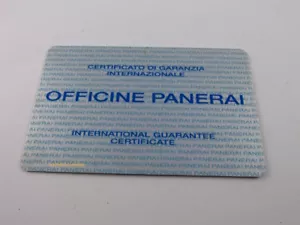 CERTIFICATO DI GARANZIA
INTERNAZIONALE
OFFICINE PANERAI
INTERNATIONAL GUARANTEE
CERTIFICATE